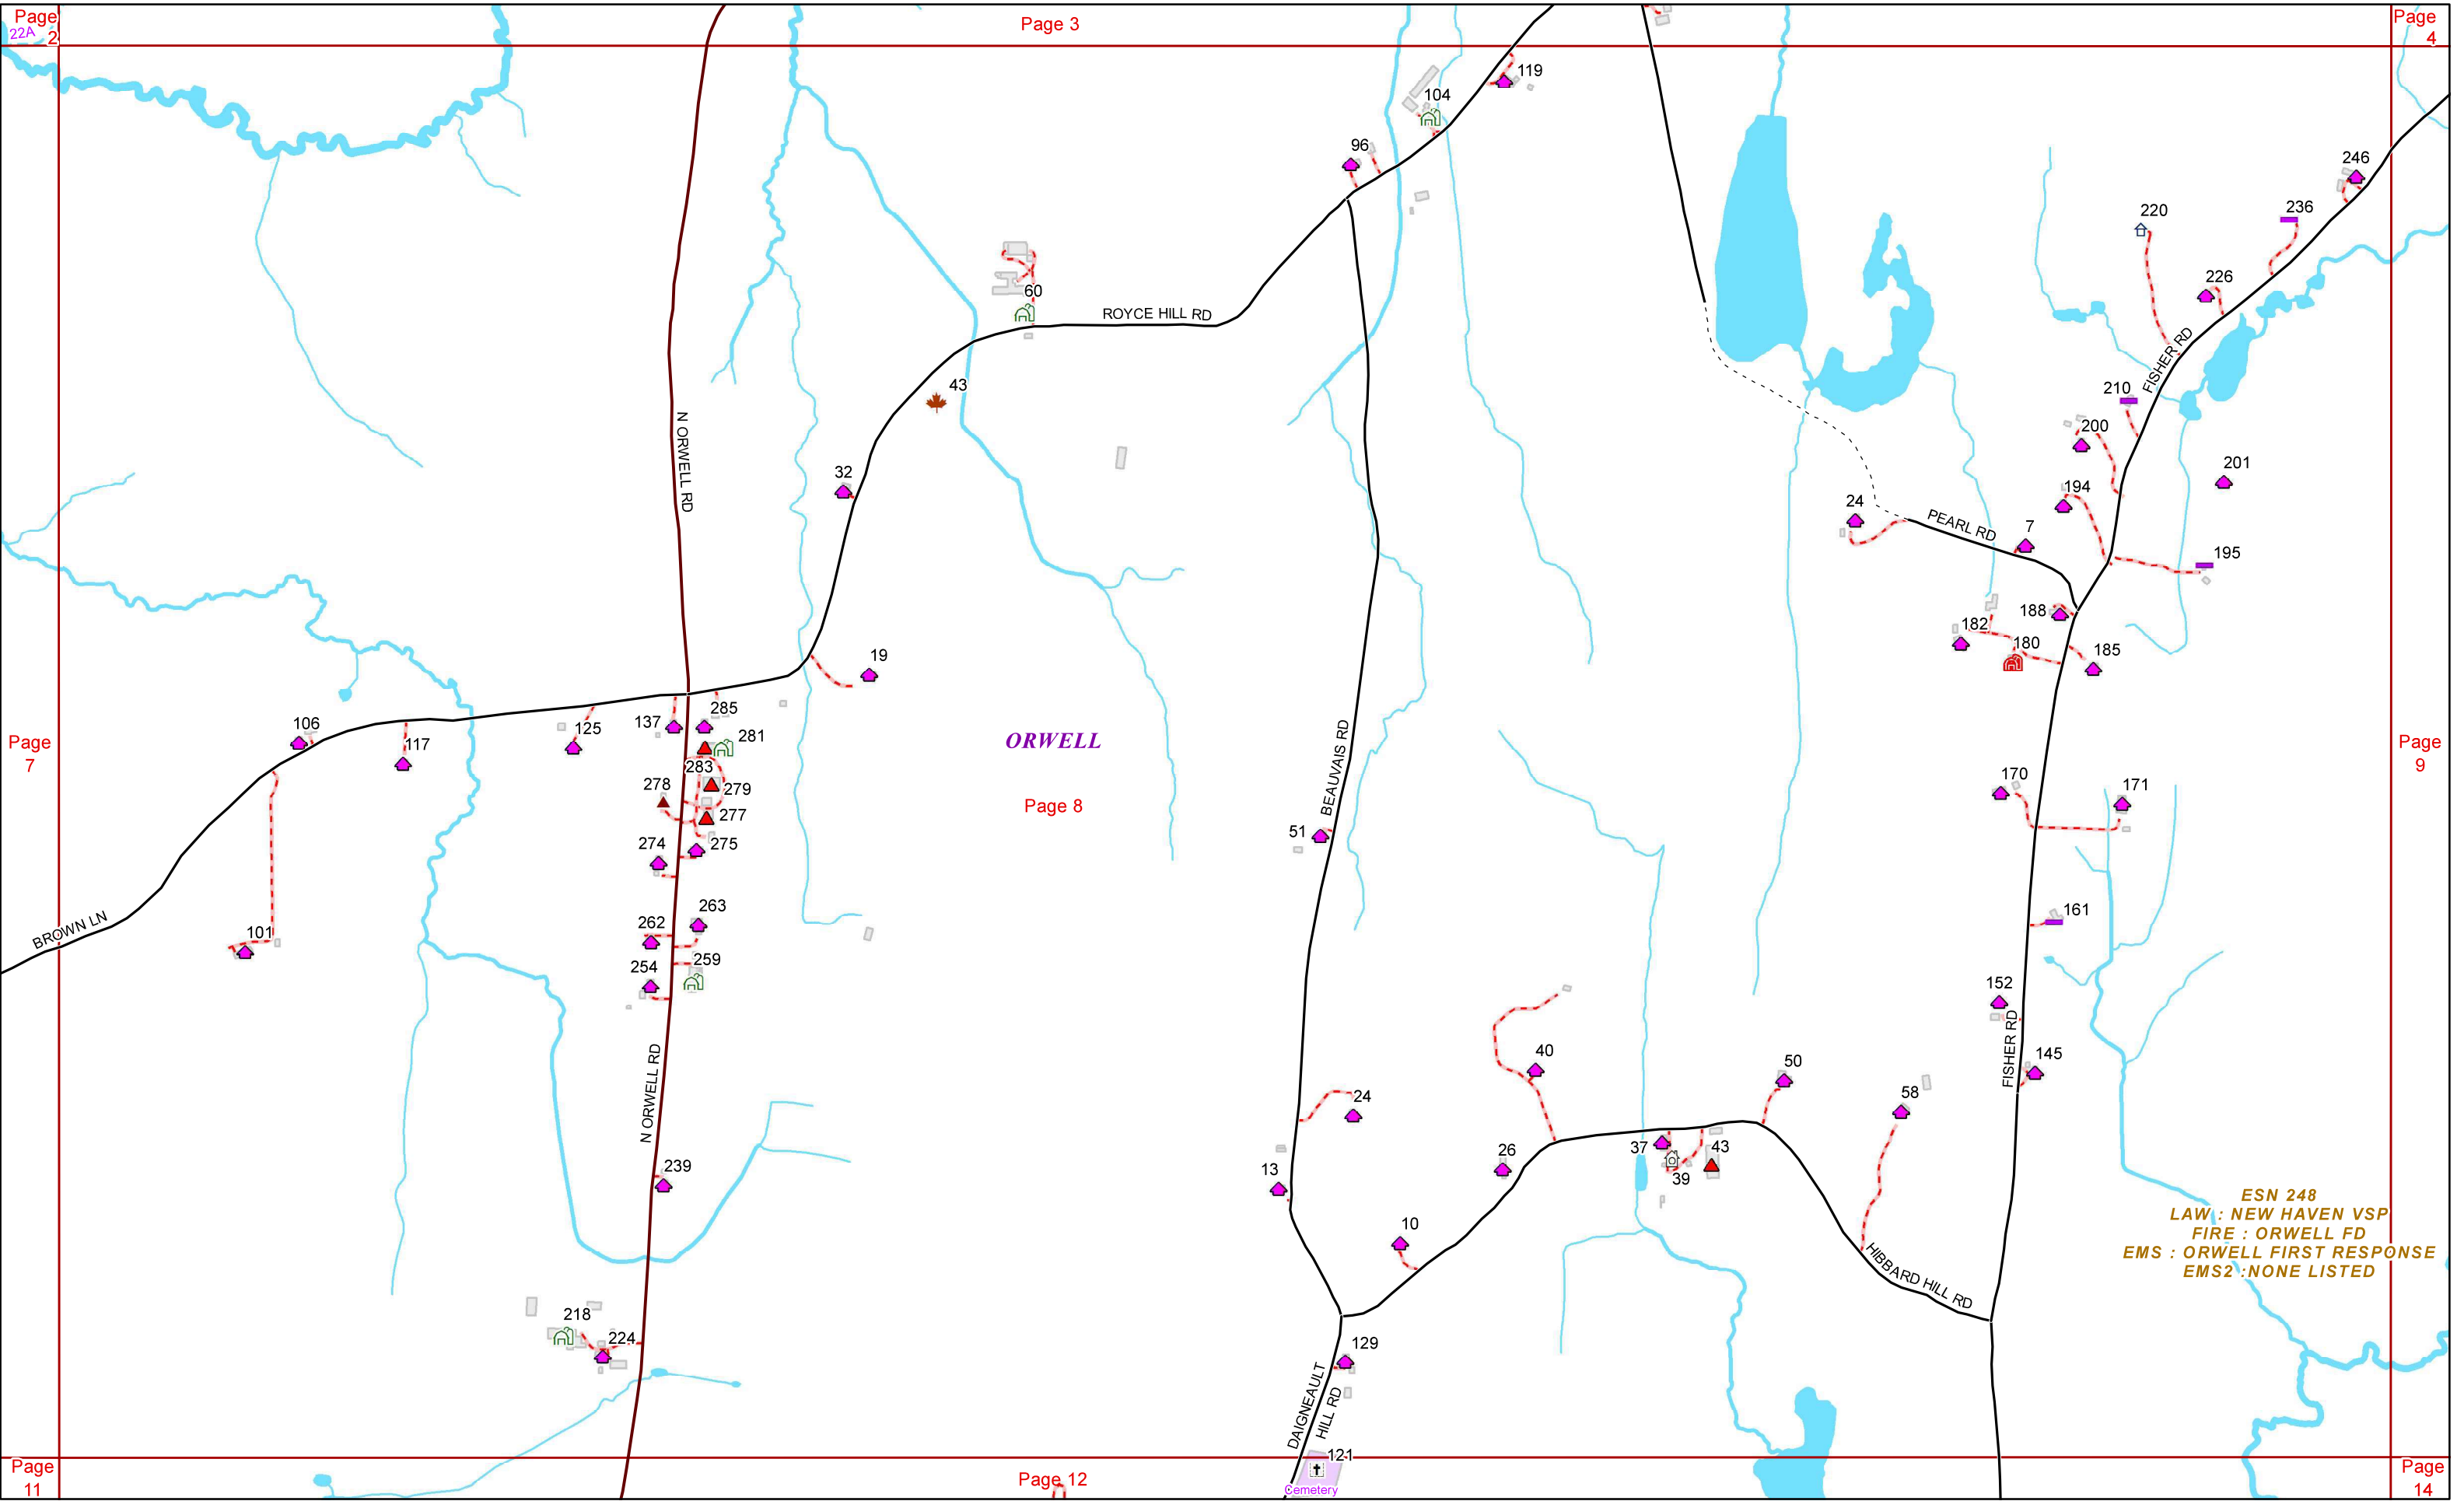 Page
2
22A
Page 3
Page
4
119
104
96
246
236
220
226
60
ROYCE HILL RD
FISHER RD
43
210
200
N ORWELL RD
32
201
194
24
PEARL RD
7
195
188
182
180
185
19
285
137
281
106
117
125
ORWELL
Page
7
Page
9
283
278
279
277
Page 8
BEAUVAIS RD
170
171
51
274
275
263
262
161
BROWN LN
101
254
259
152
FISHER RD
145
N ORWELL RD
40
50
58
24
37
43
39
26
13
239
10
ESN 248
LAW : NEW HAVEN VSP
FIRE : ORWELL FD
EMS : ORWELL FIRST RESPONSE
EMS2 :NONE LISTED
HIBBARD HILL RD
218
224
129
DAIGNEAULT
HILL RD
121
Cemetery
Page
11
Page 12
Page
14